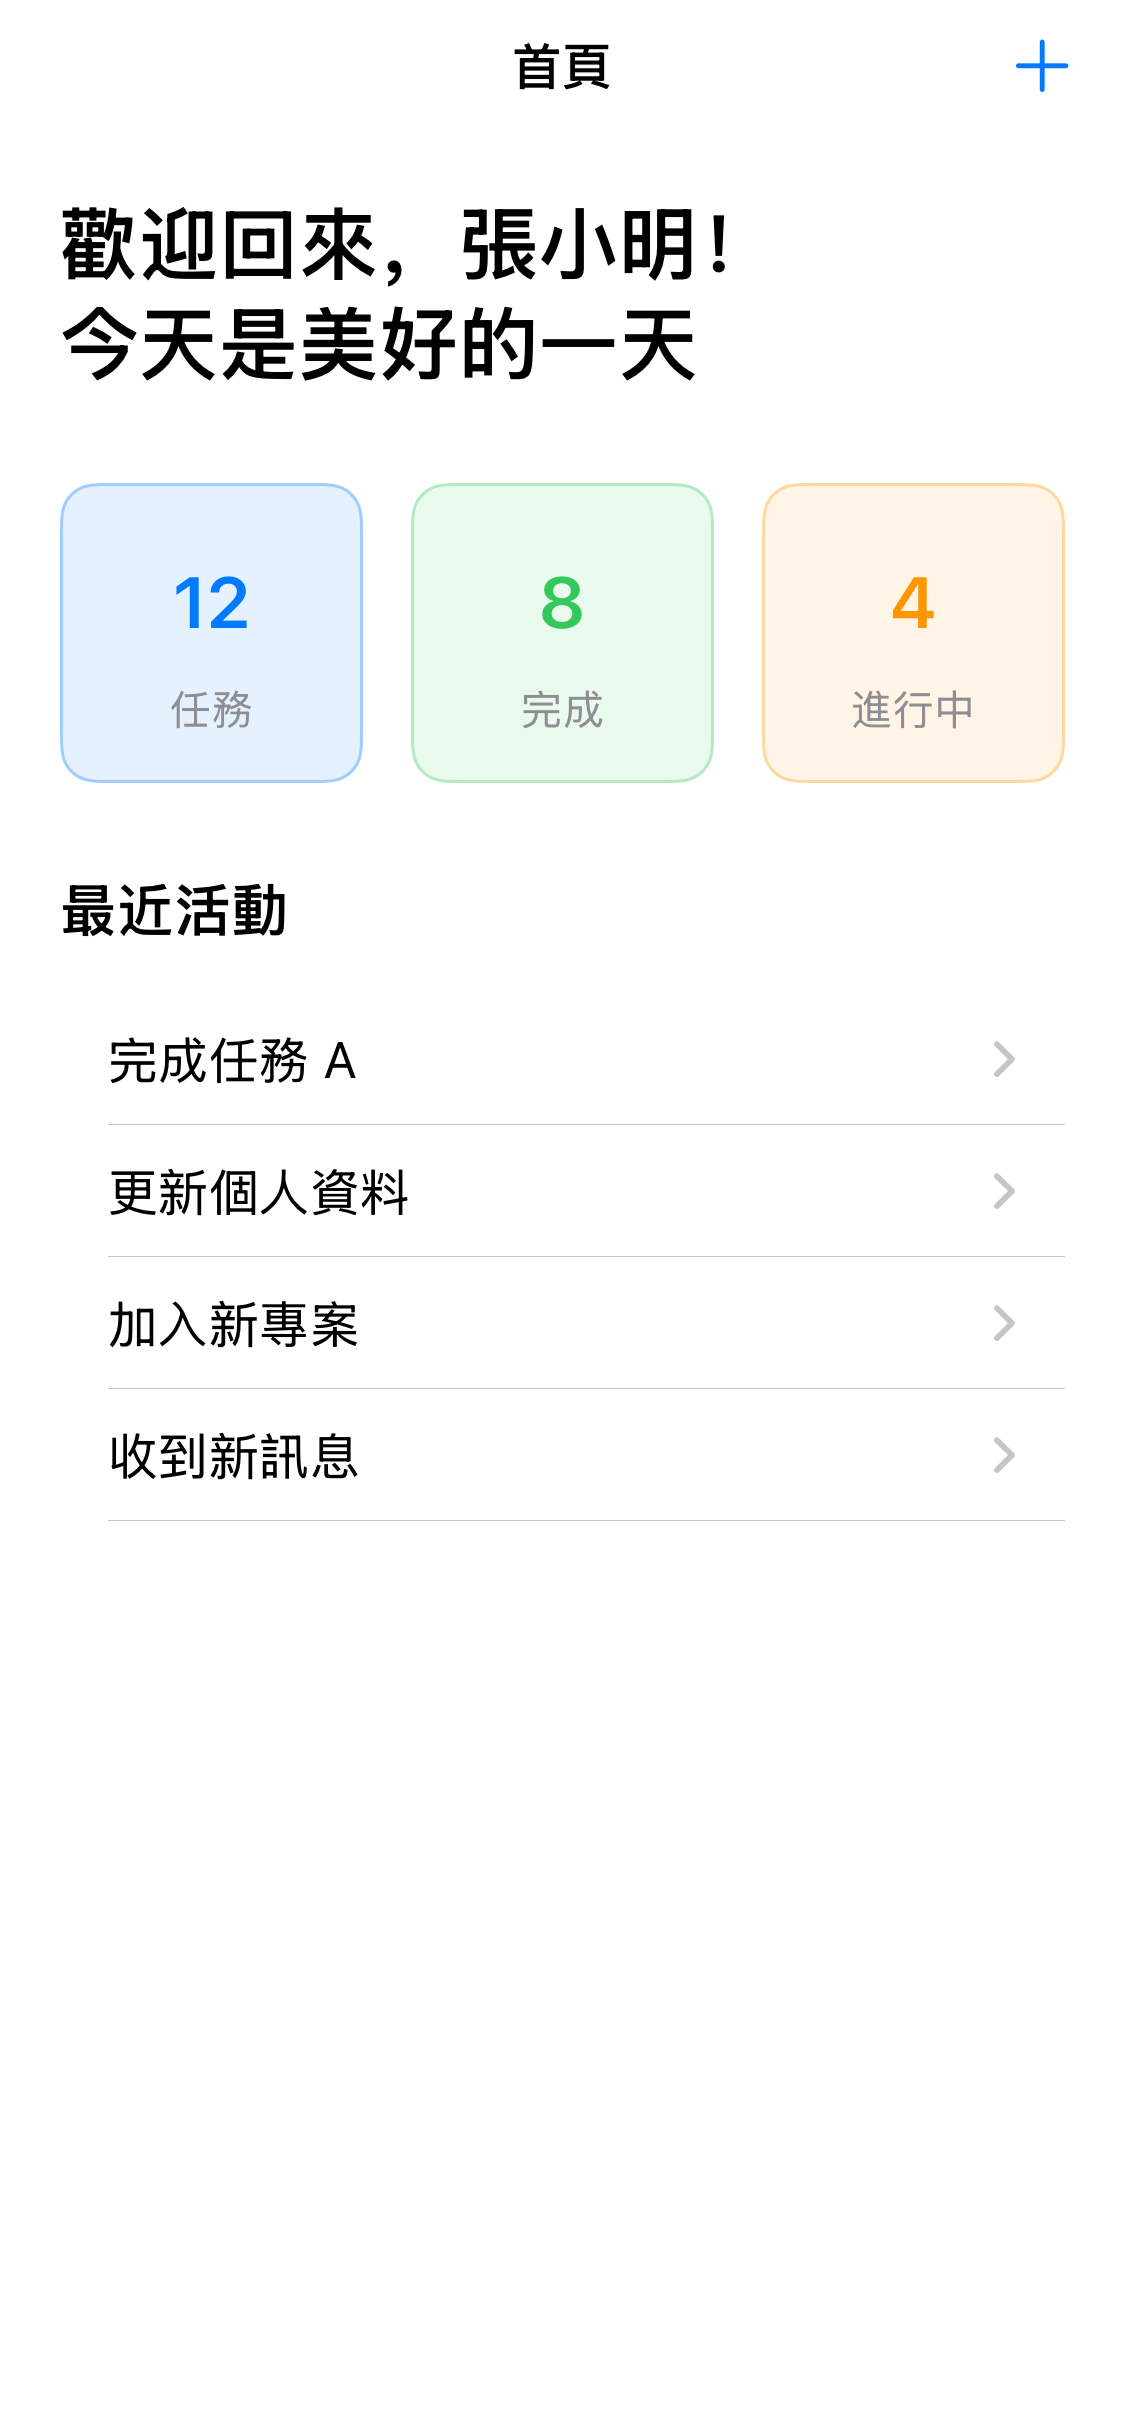 首頁
歡迎回來，張小明！
今天是美好的一天
12
8
4
任務
完成
進行中
最近活動
完成任務 A
更新個人資料
加入新專案
收到新訊息